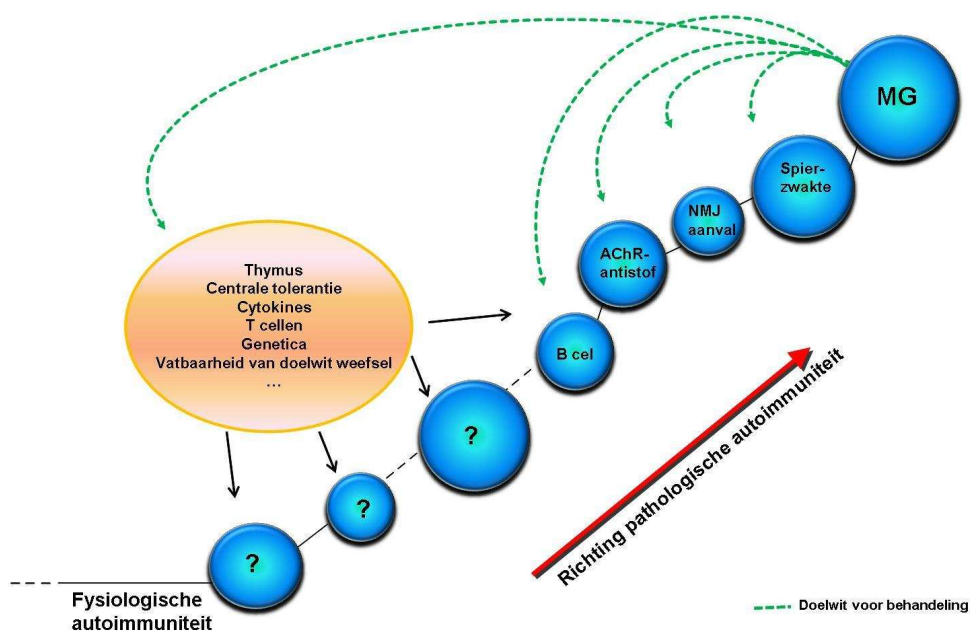 MG
Spier-
zwakte
NMJ
aanval
AChR-
antistof
B cel
Thymus
Centrale tolerantie
Cytokines
T cellen
Genetica
Vatbaarheid van doelwit weefsel
...
?
?
?
Richting pathologische autoimmuniteit
Fysiologische
autoimmuniteit
Doelwit voor behandeling